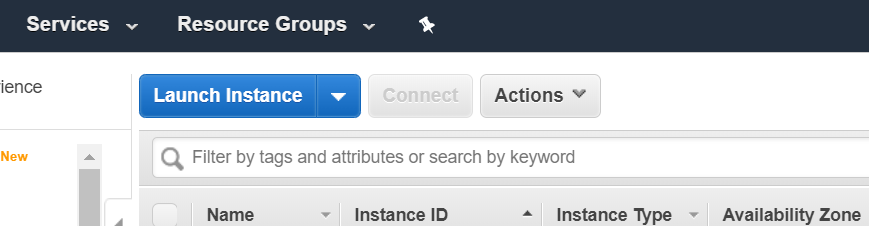 Services Resource Groups
rience
Launch Instance Connect Actions
New
Filter by tags and attributes or search by keyword
Name Instance ID Instance Type Availability Zone